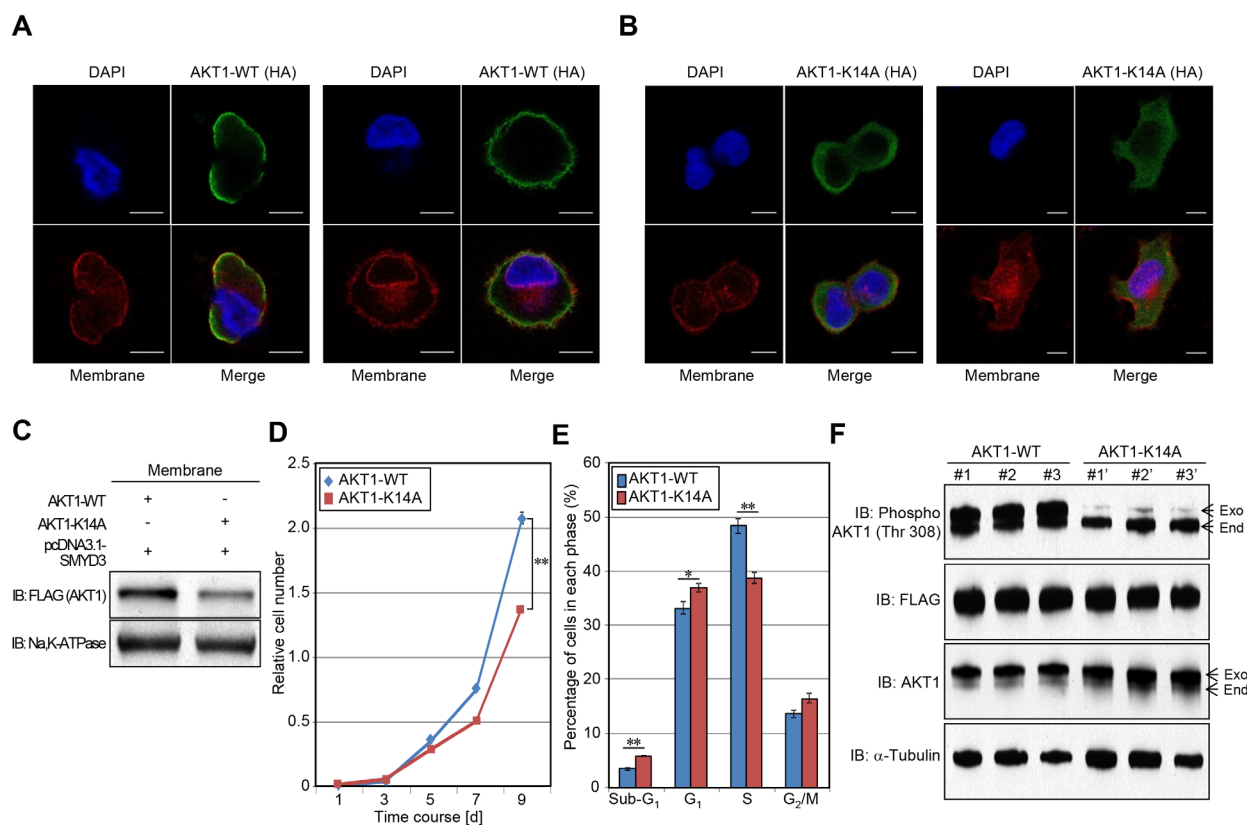 A
DAPI AKT1-WT (HA) DAPI AKT1-WT (HA)
Membrane Merge Membrane Merge
B
DAPI AKT1-K14A (HA) DAPI AKT1-K14A (HA)
Membrane Merge Membrane Merge
C
Membrane
AKT1-WT + -
AKT1-K14A - +
pcDNA3.1-SMYD3 + +
IB: FLAG (AKT1)
IB: Na,K-ATPase
D
Relative cell number
2.5
2.0
1.5
1.0
0.5
0
AKT1-WT
AKT1-K14A
**
1 3 5 7 9
Time course [d]
E
Percentage of cells in each phase (%)
60
50
40
30
20
10
0
AKT1-WT
AKT1-K14A
** * **
Sub-G₁ G₁ S G₂/M
F
AKT1-WT AKT1-K14A
#1 #2 #3 #1' #2' #3'
IB: Phospho
AKT1 (Thr 308)
Exo
End
IB: FLAG
IB: AKT1
Exo
End
IB: α-Tubulin